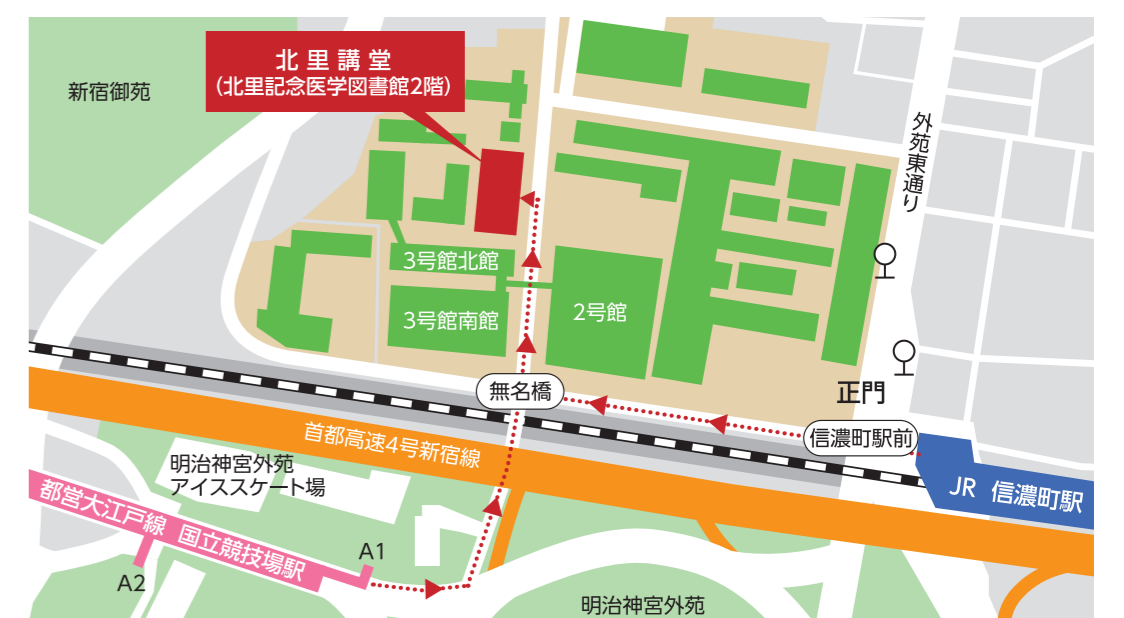 北里講堂
（北里記念医学図書館2階）
新宿御苑
外苑東通り
3号館北館
3号館南館
2号館
正門
無名橋
信濃町駅前
首都高速4号新宿線
JR 信濃町駅
明治神宮外苑
アイススケート場
都営大江戸線 国立競技場駅
A1
A2
明治神宮外苑